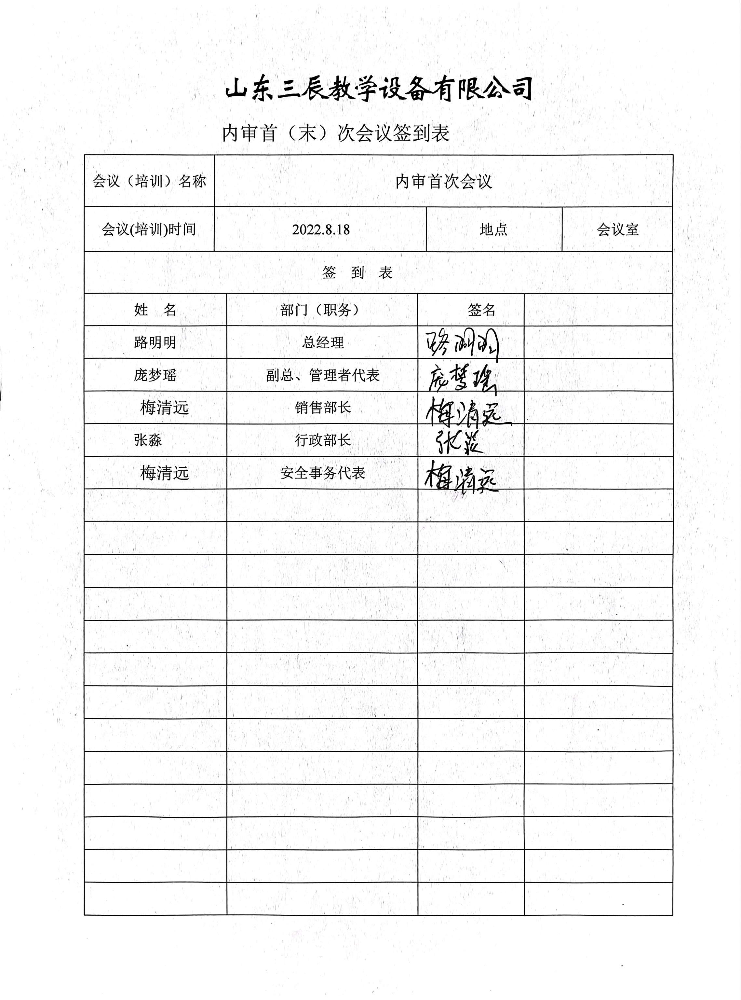 山东三辰教学设备有限公司
内审首（末）次会议签到表
会议（培训）名称 内审首次会议
会议(培训)时间 2022.8.18 地点 会议室
签 到 表
姓 名 部门（职务） 签名
路明明 总经理 路明明
庞梦瑶 副总、管理者代表 庞梦瑶
梅清远 销售部长 梅清远
张淼 行政部长 张淼
梅清远 安全事务代表 梅清远